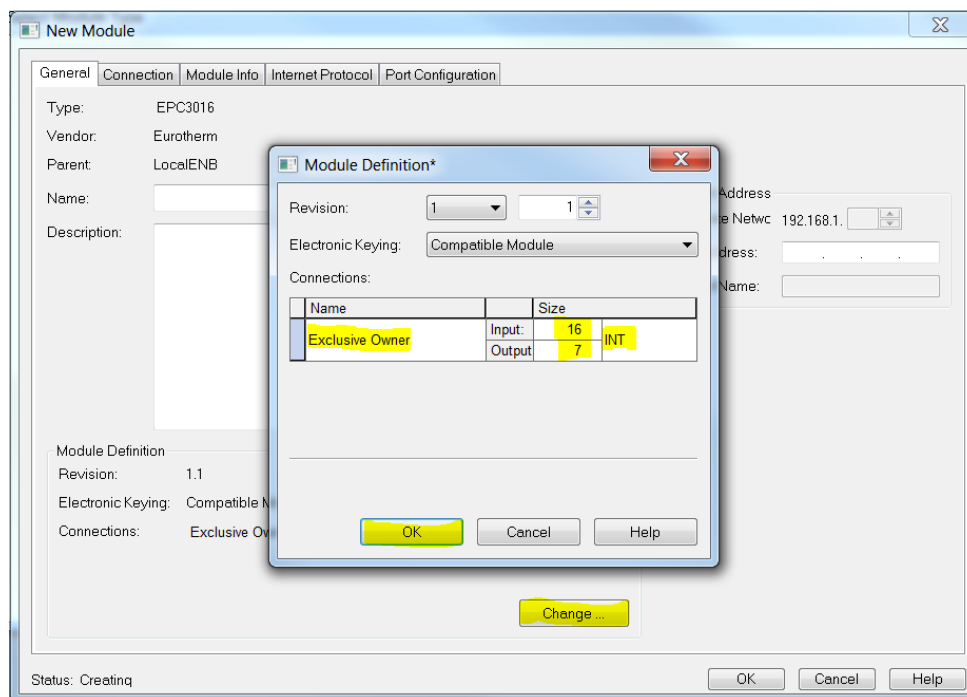 New Module
General Connection Module Info Internet Protocol Port Configuration
Type: EPC3016
Vendor: Eurotherm
Parent: LocalENB
Name:
Description:
Address
192.168.1.
Name:
Module Definition*
Revision: 1 1
Electronic Keying: Compatible Module
Connections:
Name Size
Exclusive Owner Input: 16 INT
Output 7
OK Cancel Help
Module Definition
Revision: 1.1
Electronic Keying: Compatible
Connections: Exclusive
Change ...
Status: Creating
OK Cancel Help